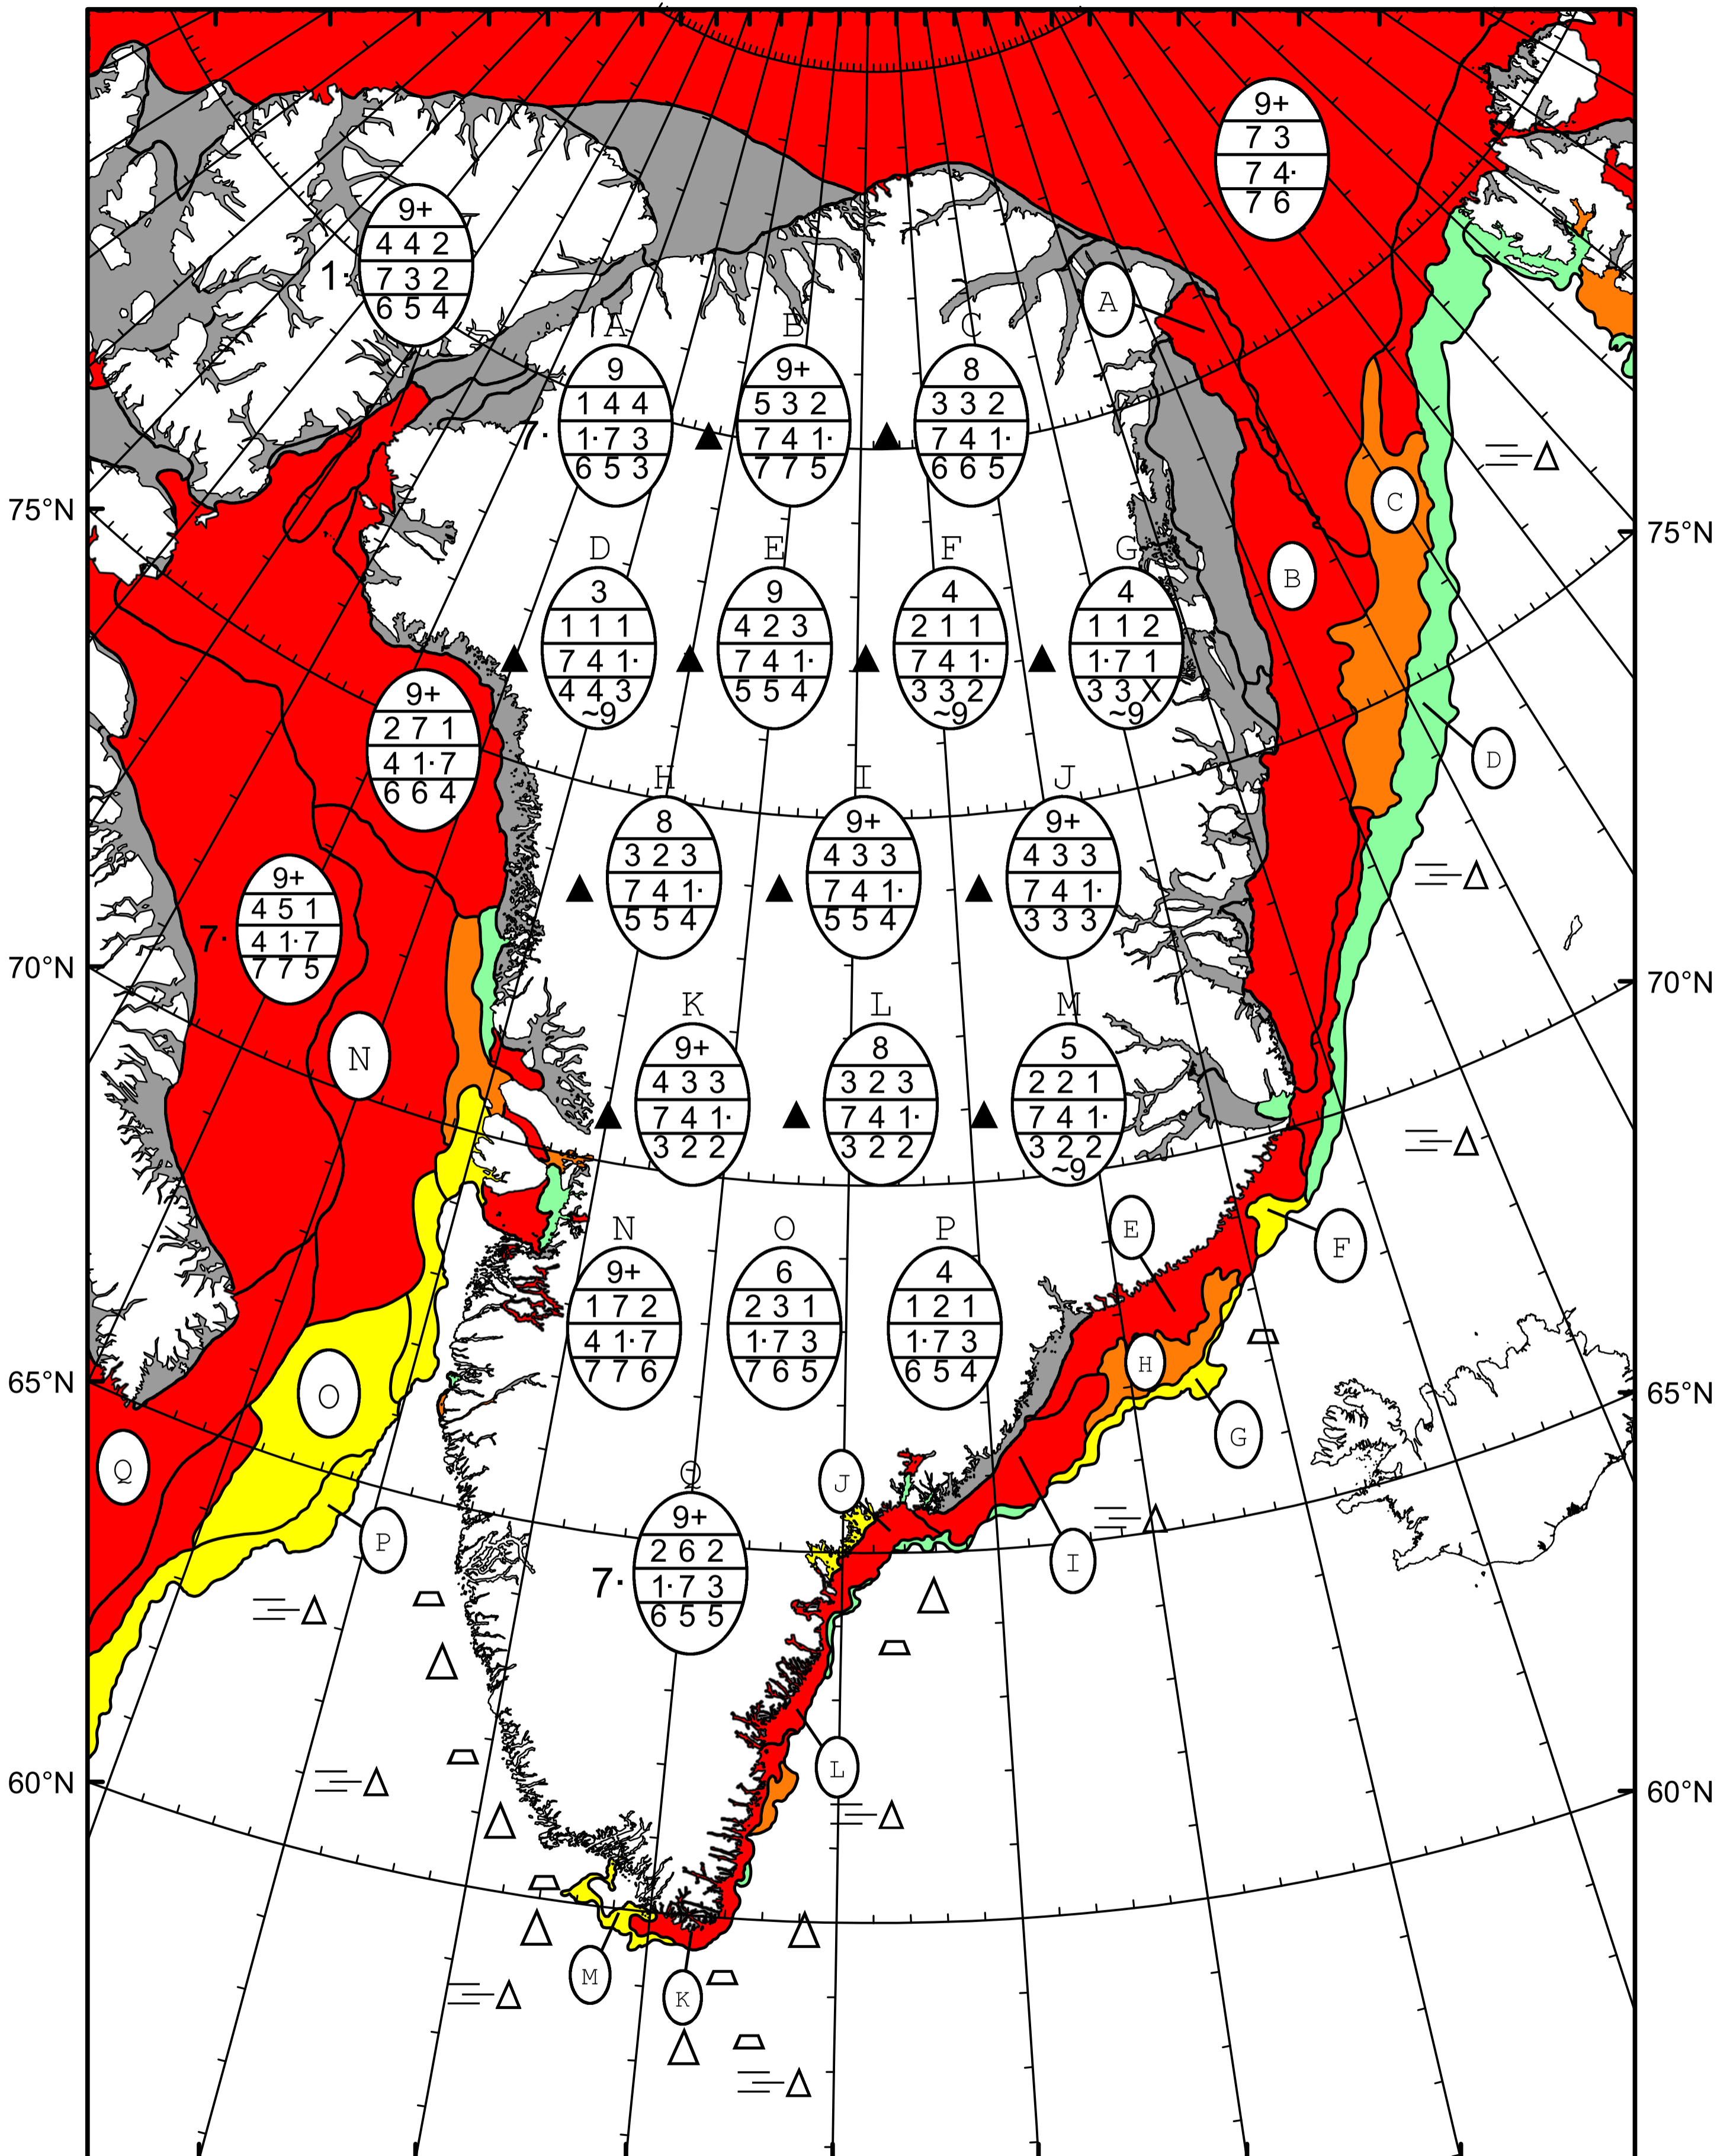 9+
7 3
7 4·
7 6
9+
4 4 2
1· 7 3 2
6 5 4
A
A B C
9 9+ 8
1 4 4 5 3 2 3 3 2
7· 1·7 3 7 4 1· 7 4 1·
6 5 3 7 7 5 6 6 5
C
75°N 75°N
D E F G
B
3 9 4 4
1 1 1 4 2 3 2 1 1 1 1 2
7 4 1· 7 4 1· 7 4 1· 1·7 1
4 4 3 5 5 4 3 3 2 3 3 X
~9 ~9 ~9
9+
2 7 1
4 1·7
6 6 4
D
H I J
8 9+ 9+
3 2 3 4 3 3 4 3 3
7 4 1· 7 4 1· 7 4 1·
5 5 4 5 5 4 3 3 3
9+
4 5 1
7· 4 1·7
7 7 5
70°N 70°N
K L M
N
9+ 8 5
4 3 3 3 2 3 2 2 1
7 4 1· 7 4 1· 7 4 1·
3 2 2 3 2 2 3 2 2
~9
E
F
N O P
9+ 6 4
1 7 2 2 3 1 1 2 1
4 1·7 1·7 3 1·7 3
7 7 6 7 6 5 6 5 4
H
65°N 65°N
O
G
Q
J
Q
9+
2 6 2
7· 1·7 3
6 5 5
P
I
L
60°N 60°N
M
K